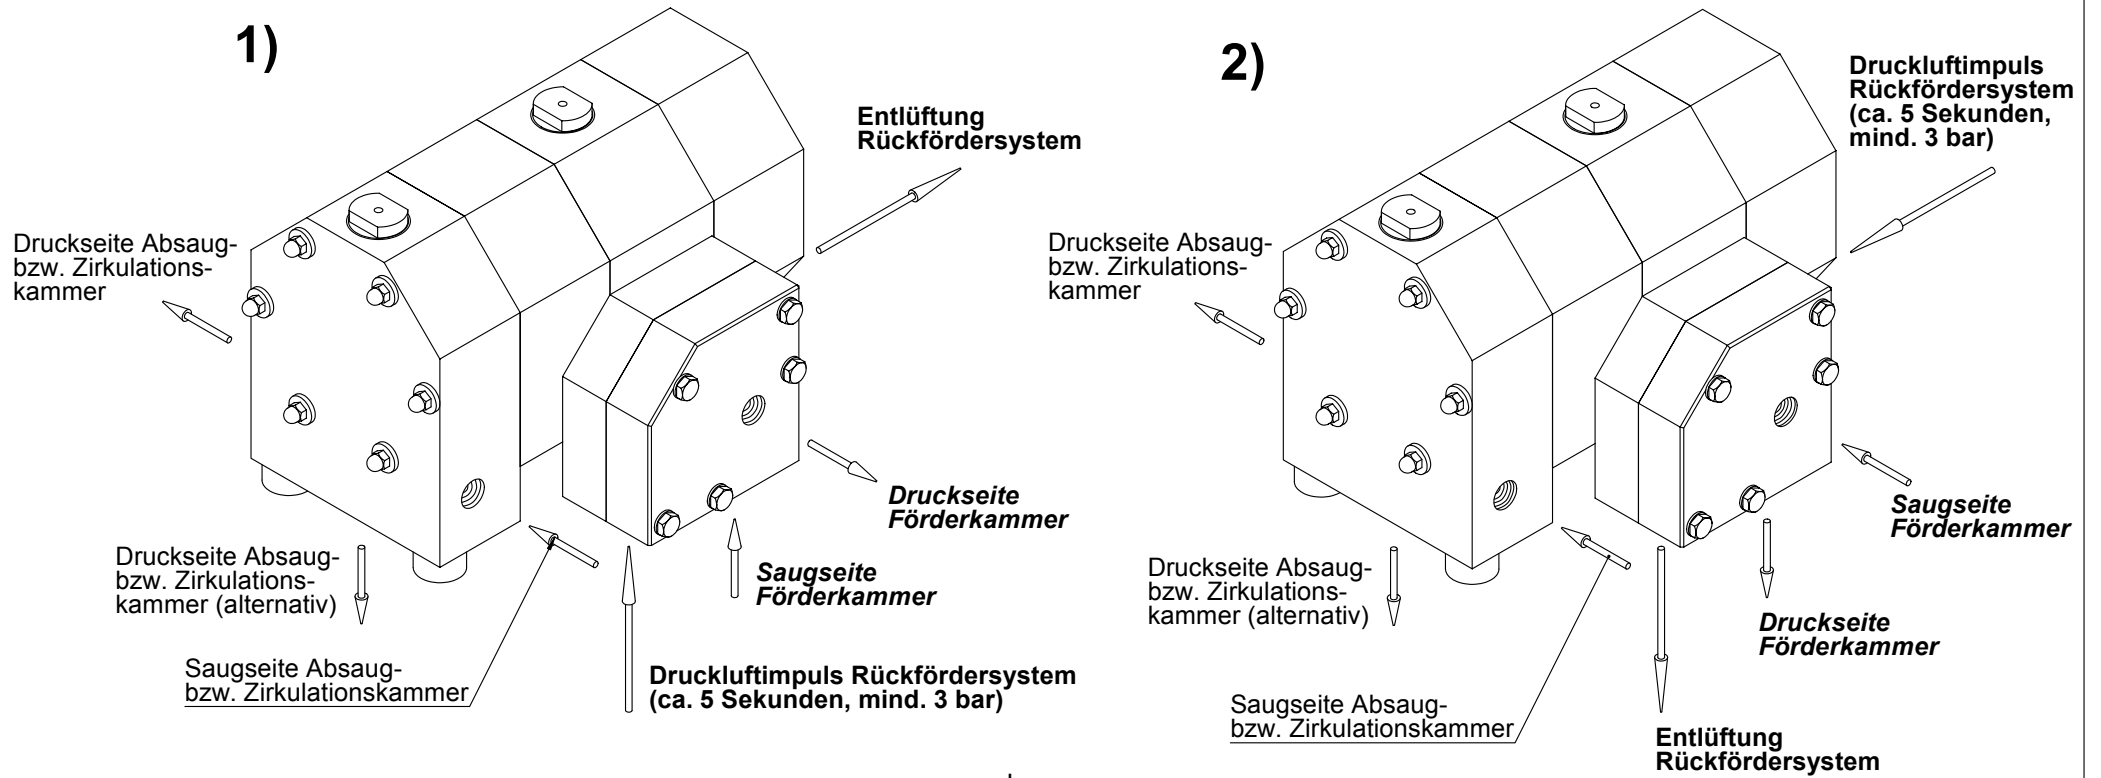 1)
Entlüftung
Rückfördersystem
Druckseite Absaug-
bzw. Zirkulations-
kammer
Druckseite
Förderkammer
Druckseite Absaug-
bzw. Zirkulations-
kammer (alternativ)
Saugseite
Förderkammer
Saugseite Absaug-
bzw. Zirkulationskammer
Druckluftimpuls Rückfördersystem
(ca. 5 Sekunden, mind. 3 bar)
2)
Druckluftimpuls
Rückfördersystem
(ca. 5 Sekunden,
mind. 3 bar)
Druckseite Absaug-
bzw. Zirkulations-
kammer
Saugseite
Förderkammer
Druckseite Absaug-
bzw. Zirkulations-
kammer (alternativ)
Druckseite
Förderkammer
Saugseite Absaug-
bzw. Zirkulationskammer
Entlüftung
Rückfördersystem